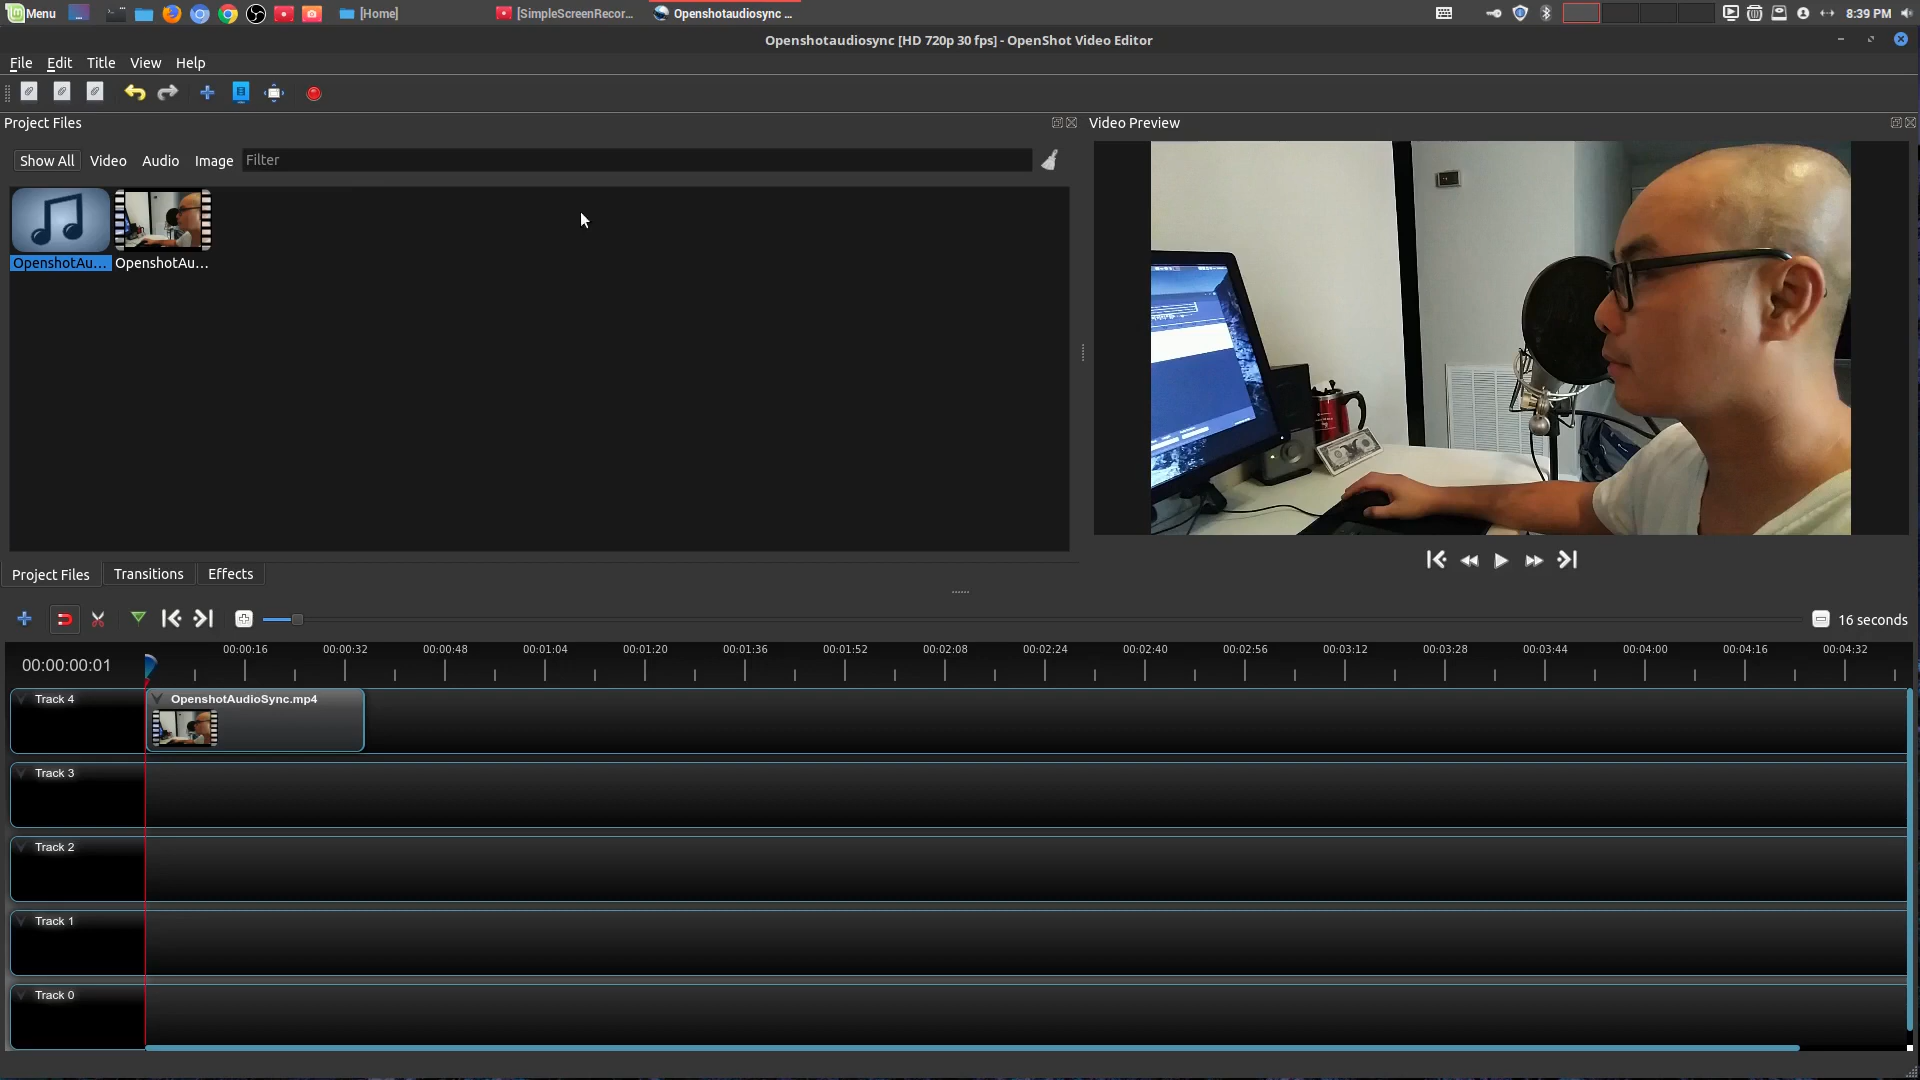 Menu [Home] [SimpleScreenRecor... Openshotaudiosync ... 8:39 PM
Openshotaudiosync [HD 720p 30 fps] - OpenShot Video Editor
File Edit Title View Help
Project Files
Video Preview
Show All Video Audio Image Filter
OpenshotAu... OpenshotAu...
Project Files Transitions Effects
16 seconds
00:00:00:01
00:00:16 00:00:32 00:00:48 00:01:04 00:01:20 00:01:36 00:01:52 00:02:08 00:02:24 00:02:40 00:02:56 00:03:12 00:03:28 00:03:44 00:04:00 00:04:16 00:04:32
Track 4 OpenshotAudioSync.mp4
Track 3
Track 2
Track 1
Track 0